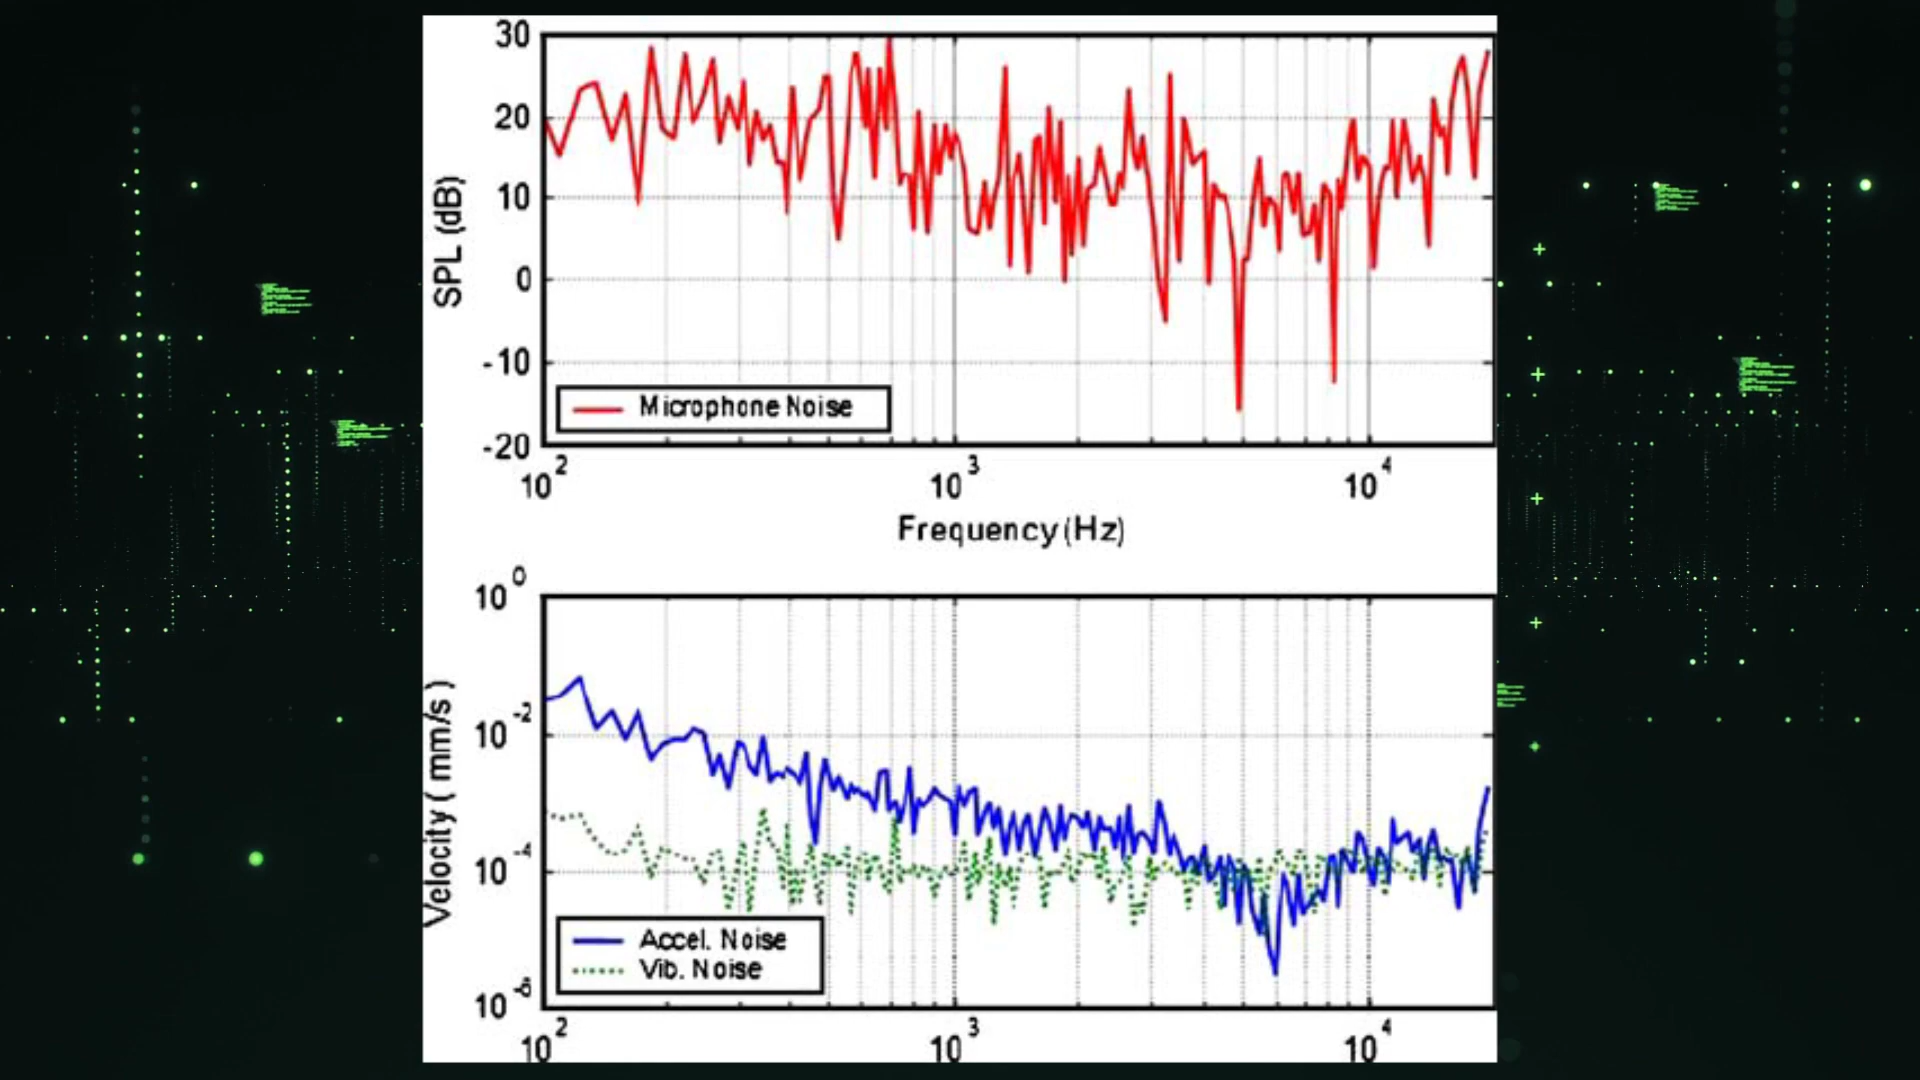 30
20
10
0
-10
-20
SPL (dB)
Microphone Noise
10^2
10^3
10^4
Frequency (Hz)
10^0
10^-2
10^-4
10^-6
Velocity ( mm/s )
Accel. Noise
Vib. Noise
10^2
10^3
10^4